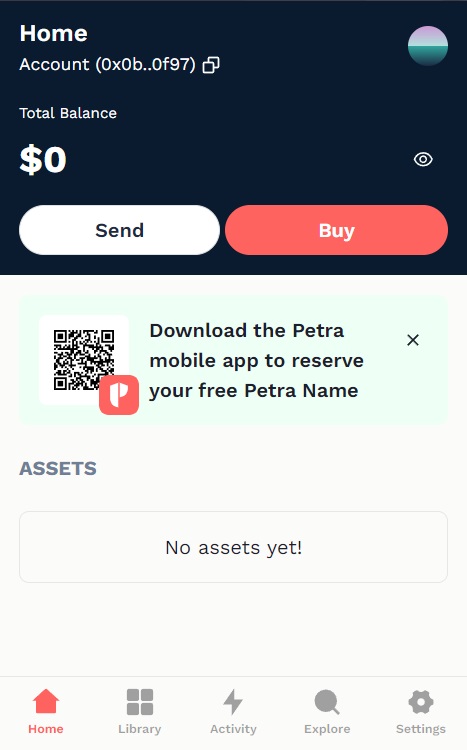 Home
Account (0x0b..0f97)
Total Balance
$0
Send
Buy
Download the Petra
mobile app to reserve
your free Petra Name
ASSETS
No assets yet!
Home
Library
Activity
Explore
Settings